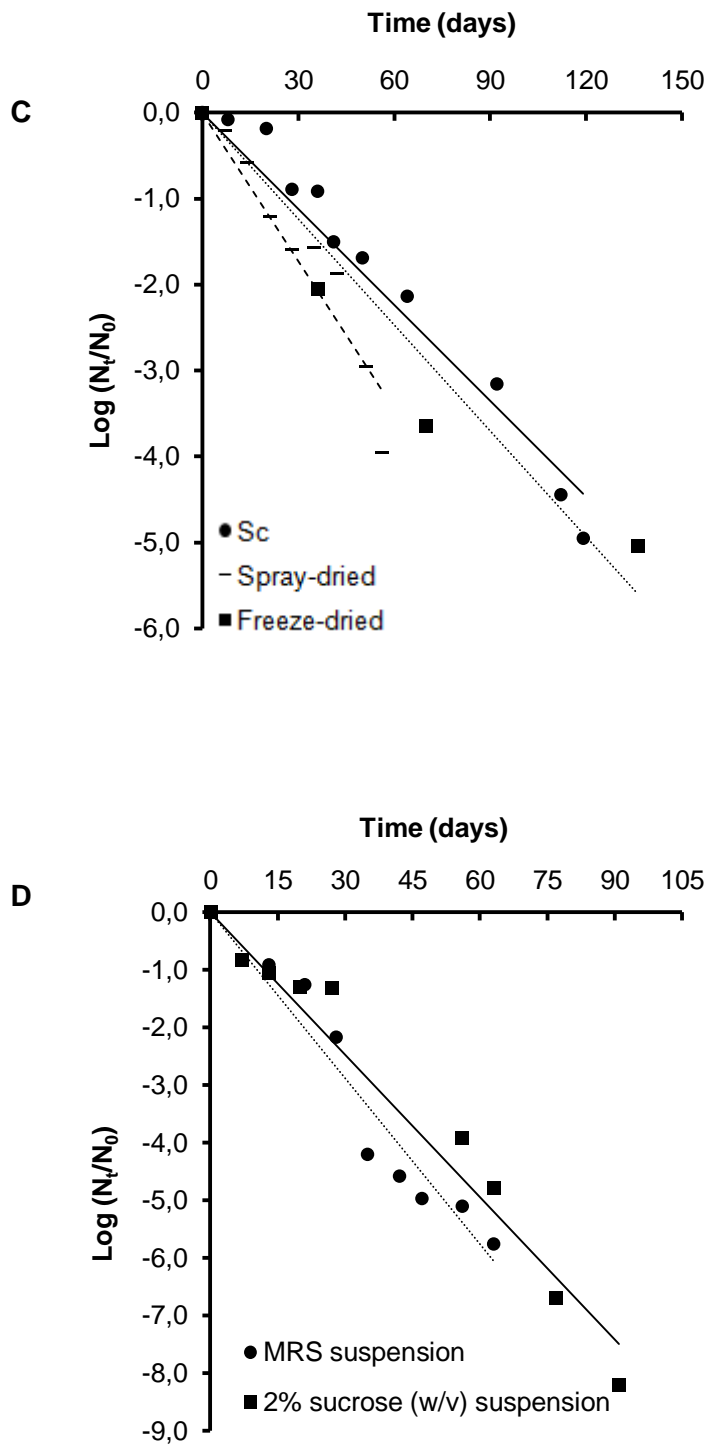 Time (days)
0 30 60 90 120 150
C
0,0
-1,0
-2,0
-3,0
-4,0
-5,0
-6,0
Log (Nt/N0)
Sc
Spray-dried
Freeze-dried
Time (days)
0 15 30 45 60 75 90 105
D
0,0
-1,0
-2,0
-3,0
-4,0
-5,0
-6,0
-7,0
-8,0
-9,0
Log (Nt/N0)
MRS suspension
2% sucrose (w/v) suspension